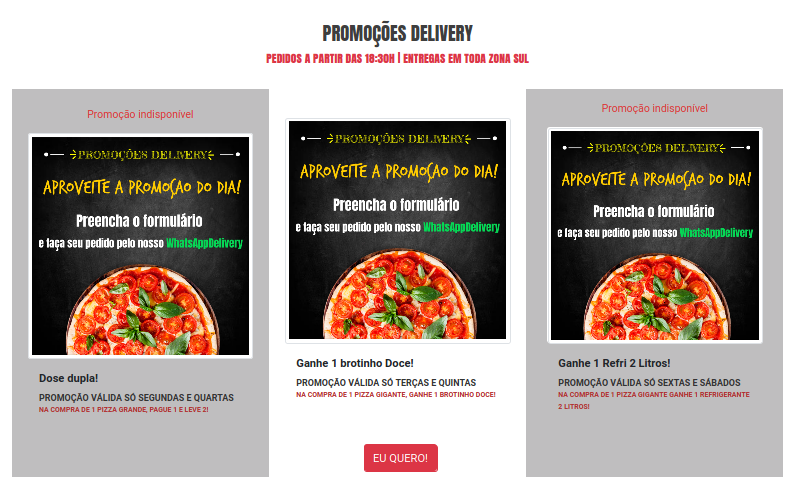 PROMOÇÕES DELIVERY
PEDIDOS A PARTIR DAS 18:30H | ENTREGAS EM TODA ZONA SUL
Promoção indisponível
PROMOÇÕES DELIVERY
APROVEITE A PROMOÇAO DO DIA!
Preencha o formulário
e faça seu pedido pelo nosso WhatsAppDelivery
Dose dupla!
PROMOÇÃO VÁLIDA SÓ SEGUNDAS E QUARTAS
NA COMPRA DE 1 PIZZA GRANDE, PAGUE 1 E LEVE 2!
PROMOÇÕES DELIVERY
APROVEITE A PROMOÇAO DO DIA!
Preencha o formulário
e faça seu pedido pelo nosso WhatsAppDelivery
Ganhe 1 brotinho Doce!
PROMOÇÃO VÁLIDA SÓ TERÇAS E QUINTAS
NA COMPRA DE 1 PIZZA GIGANTE, GANHE 1 BROTINHO DOCE!
EU QUERO!
Promoção indisponível
PROMOÇÕES DELIVERY
APROVEITE A PROMOÇAO DO DIA!
Preencha o formulário
e faça seu pedido pelo nosso WhatsAppDelivery
Ganhe 1 Refri 2 Litros!
PROMOÇÃO VÁLIDA SÓ SEXTAS E SÁBADOS
NA COMPRA DE 1 PIZZA GIGANTE GANHE 1 REFRIGERANTE
2 LITROS!